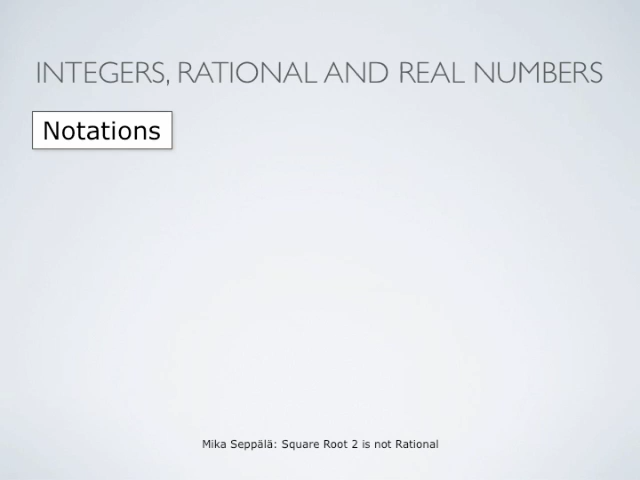 INTEGERS, RATIONAL AND REAL NUMBERS
Notations
Mika Seppälä: Square Root 2 is not Rational